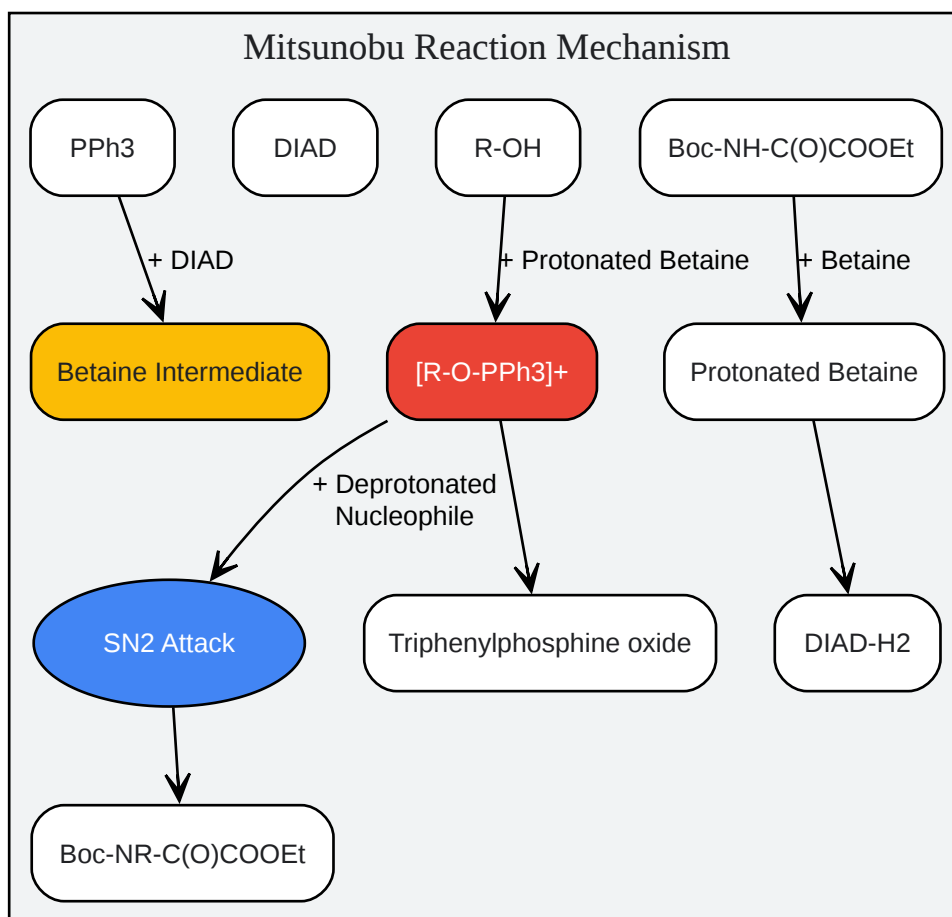 Mitsunobu Reaction Mechanism
PPh3
DIAD
R-OH
Boc-NH-C(O)COOEt
+ DIAD
+ Protonated Betaine
+ Betaine
Betaine Intermediate
[R-O-PPh3]+
Protonated Betaine
+ Deprotonated
Nucleophile
SN2 Attack
Triphenylphosphine oxide
DIAD-H2
Boc-NR-C(O)COOEt